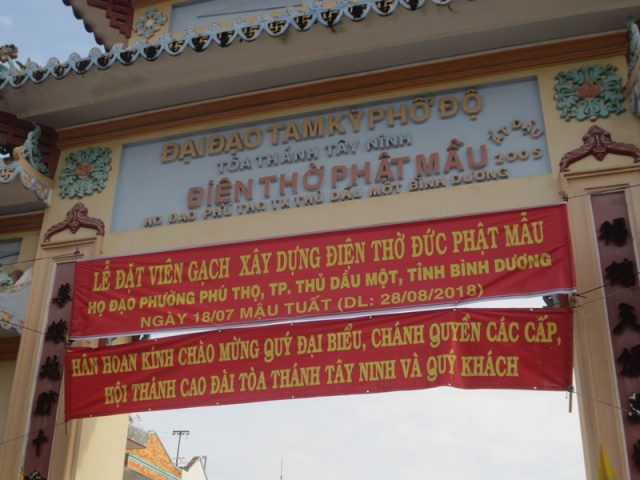 ĐẠI ĐẠO TAM KỲ PHỔ ĐỘ
TÒA THÁNH TÂY NINH
ĐIỆN THỜ PHẬT MẪU
ẤT DẬU
2005
HỌ ĐẠO PHÚ THỌ TX THỦ DẦU MỘT BÌNH DƯƠNG
LỄ ĐẶT VIÊN GẠCH XÂY DỰNG ĐIỆN THỜ ĐỨC PHẬT MẪU
HỌ ĐẠO PHƯỜNG PHÚ THỌ, TP. THỦ DẦU MỘT, TỈNH BÌNH DƯƠNG
NGÀY 18/07 MẬU TUẤT (DL: 28/08/2018)
HÂN HOAN KÍNH CHÀO MỪNG QUÝ ĐẠI BIỂU, CHÁNH QUYỀN CÁC CẤP,
HỘI THÁNH CAO ĐÀI TÒA THÁNH TÂY NINH VÀ QUÝ KHÁCH